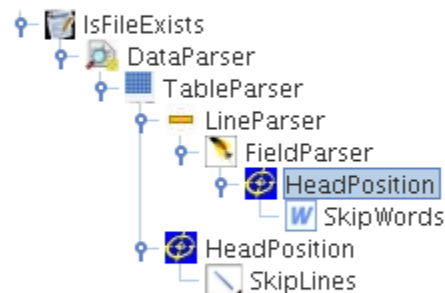 IsFileExists
DataParser
TableParser
LineParser
FieldParser
HeadPosition
W SkipWords
HeadPosition
SkipLines